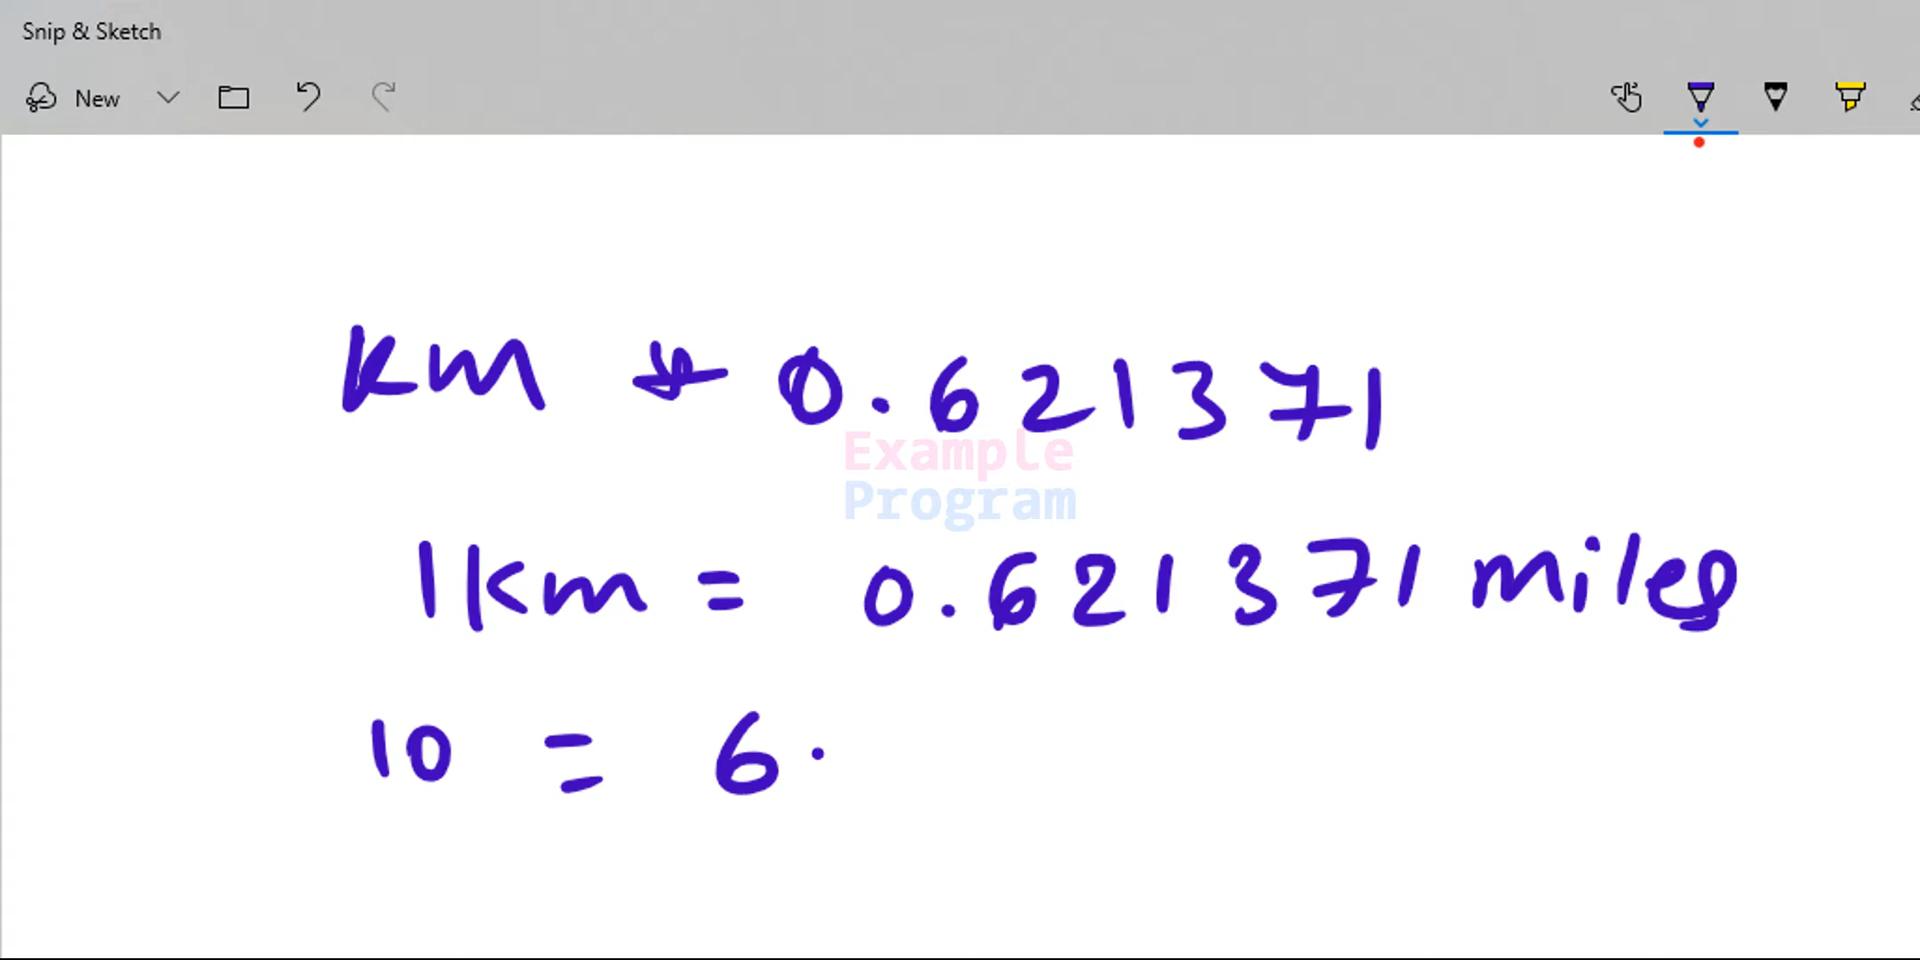 Snip & Sketch
New
km * 0.621371
Example
Program
1km = 0.621371 miles
10 = 6.